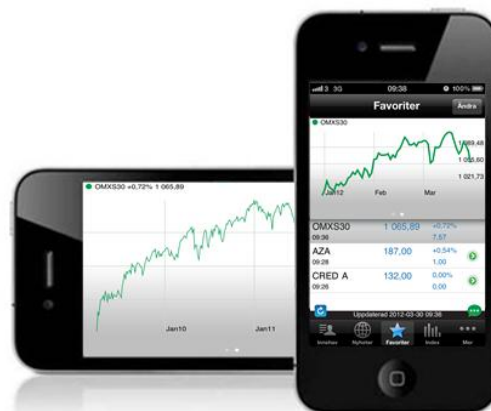 OMXS30 +0,72% 1 065,89
Jan10
Jan11
3 3G 09:38 100%
Favoriter
Ändra
OMXS30
1 055,60
1 021,73
Jan12 Feb Mar
OMXS30 1 065,89 +0,72%
09:36 7,57
AZA 187,00 +0,54%
09:28 1,00
CRED A 132,00 0,00%
09:26 0,00
Uppdaterad 2012-03-30 09:36
Innehav Nyheter Favoriter Index Mer